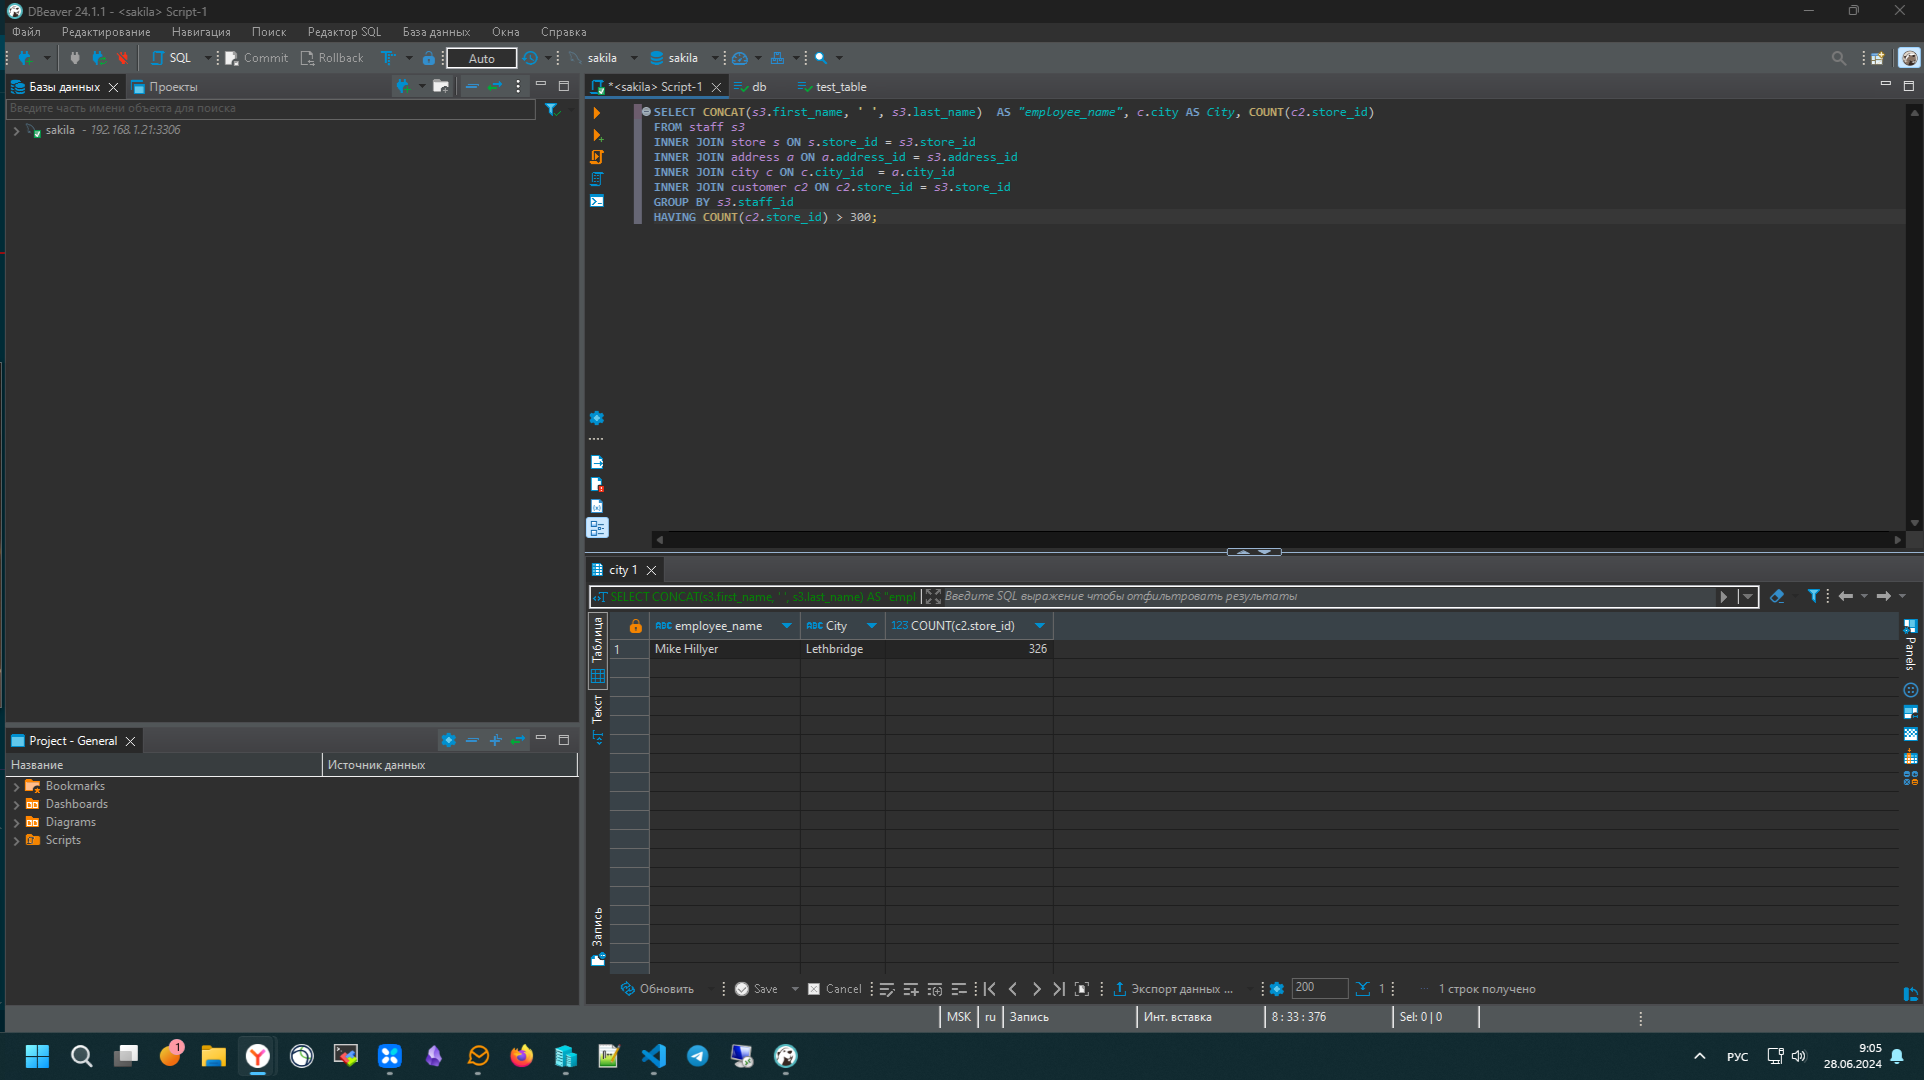 DBeaver 24.1.1 - <sakila> Script-1
Файл Редактирование Навигация Поиск Редактор SQL База данных Окна Справка
SQL Commit Rollback Auto sakila sakila
Базы данных Проекты
Введите часть имени объекта для поиска
sakila - 192.168.1.21:3306
*<sakila> Script-1 db test_table
SELECT CONCAT(s3.first_name, ' ', s3.last_name)  AS "employee_name", c.city AS City, COUNT(c2.store_id)
FROM staff s3
INNER JOIN store s ON s.store_id = s3.store_id
INNER JOIN address a ON a.address_id = s3.address_id
INNER JOIN city c ON c.city_id  = a.city_id
INNER JOIN customer c2 ON c2.store_id = s3.store_id
GROUP BY s3.staff_id
HAVING COUNT(c2.store_id) > 300;
Project - General
Название Источник данных
Bookmarks
Dashboards
Diagrams
Scripts
city 1
SELECT CONCAT(s3.first_name, ' ', s3.last_name) AS "empl
Введите SQL выражение чтобы отфильтровать результаты
Таблица
Текст
Запись
ABC employee_name ABC City 123 COUNT(c2.store_id)
1 Mike Hillyer Lethbridge 326
Panels
Обновить Save Cancel Экспорт данных ... 200 1 ... 1 строк получено
MSK ru Запись Инт. вставка 8 : 33 : 376 Sel: 0 | 0
1
РУС
9:05
28.06.2024